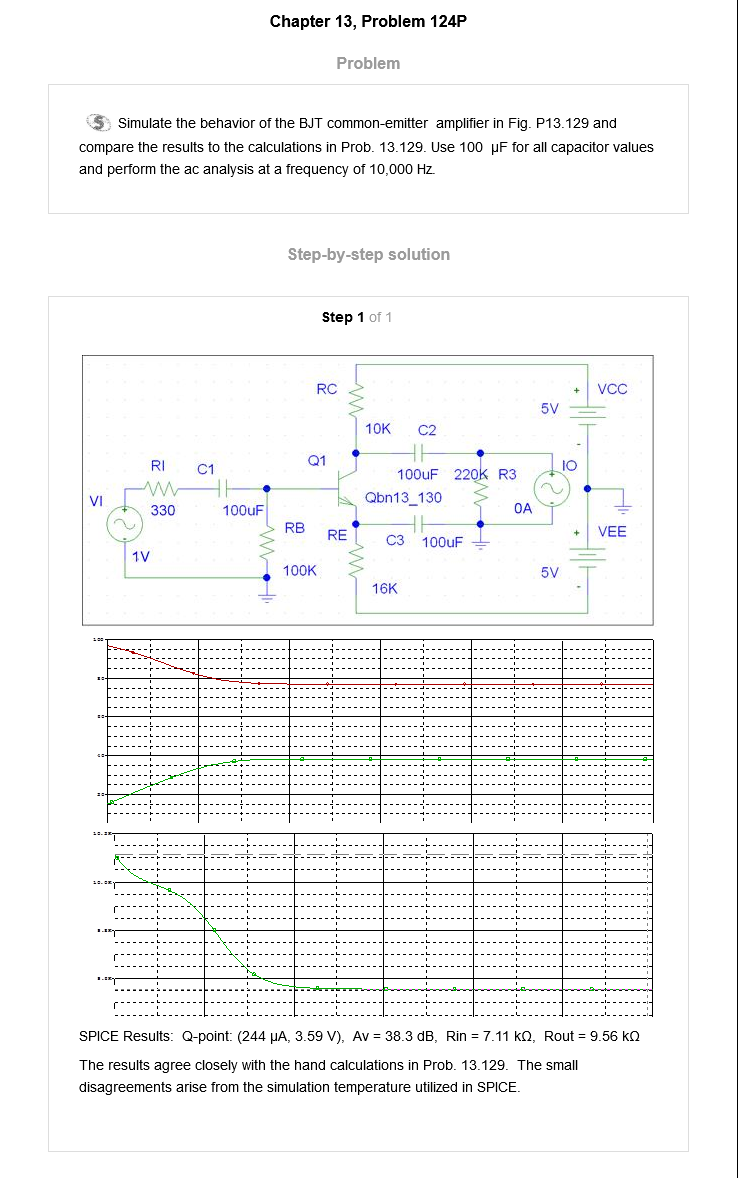 Chapter 13, Problem 124P
Problem
S Simulate the behavior of the BJT common-emitter amplifier in Fig. P13.129 and
compare the results to the calculations in Prob. 13.129. Use 100 µF for all capacitor values
and perform the ac analysis at a frequency of 10,000 Hz.
Step-by-step solution
Step 1 of 1
RC
+ VCC
5V
10K C2
-
RI C1 Q1 IO
100uF 220K R3 +
VI Qbn13_130
330 100uF 0A
+ RB RE + VEE
C3 100uF
1V
100K 5V
16K -
100
80
60
40
20
SPICE Results: Q-point: (244 µA, 3.59 V), Av = 38.3 dB, Rin = 7.11 kΩ, Rout = 9.56 kΩ
The results agree closely with the hand calculations in Prob. 13.129. The small
disagreements arise from the simulation temperature utilized in SPICE.